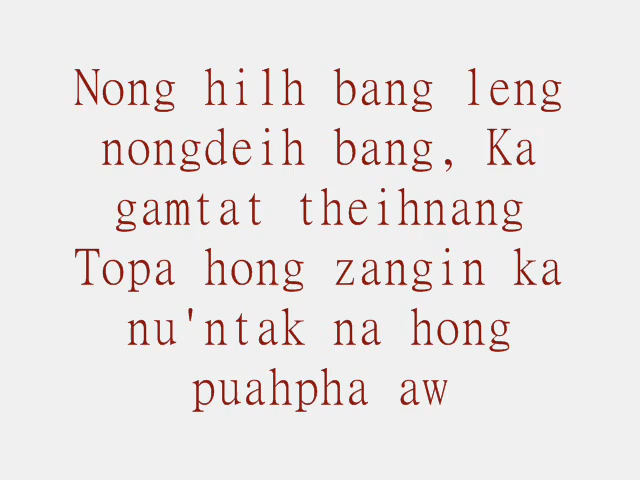 Nong hilh bang leng
nongdeih bang, Ka
gamtat theihnang
Topa hong zangin ka
nu'ntak na hong
puahpha aw